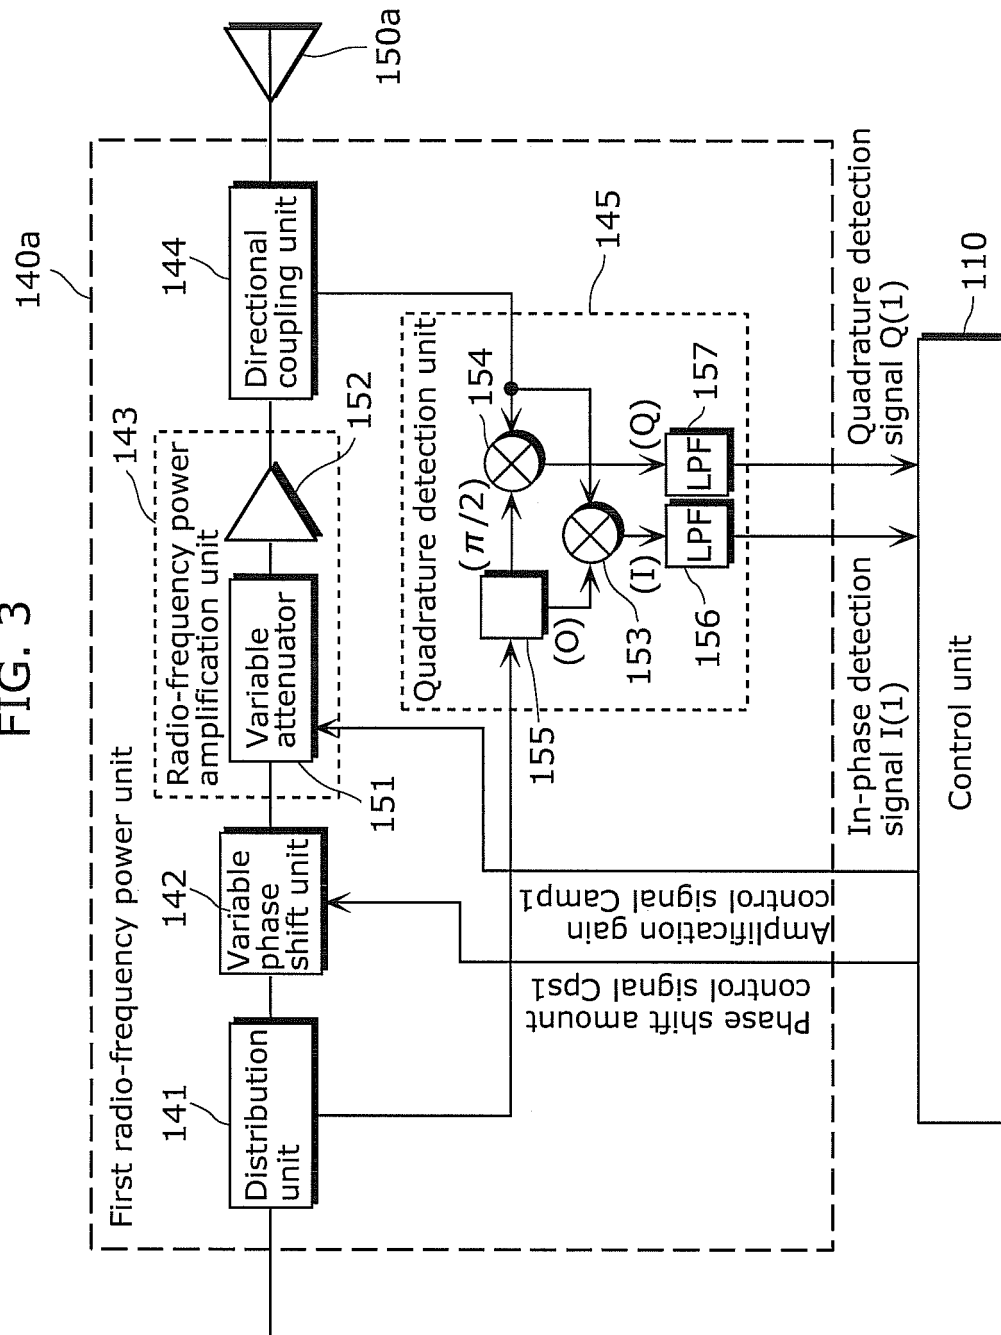 FIG. 3
140a
First radio-frequency power unit
143
Radio-frequency power
amplification unit
141
142
144
150a
Distribution
unit
Variable
phase
shift unit
Variable
attenuator
Directional
coupling unit
151
152
Quadrature detection unit
145
155
(π/2)
154
(O)
153
(I)
(Q)
156
LPF
LPF
157
Phase shift amount
control signal Cps1
Amplification gain
control signal Camp1
In-phase detection
signal I(1)
Quadrature detection
signal Q(1)
Control unit
110